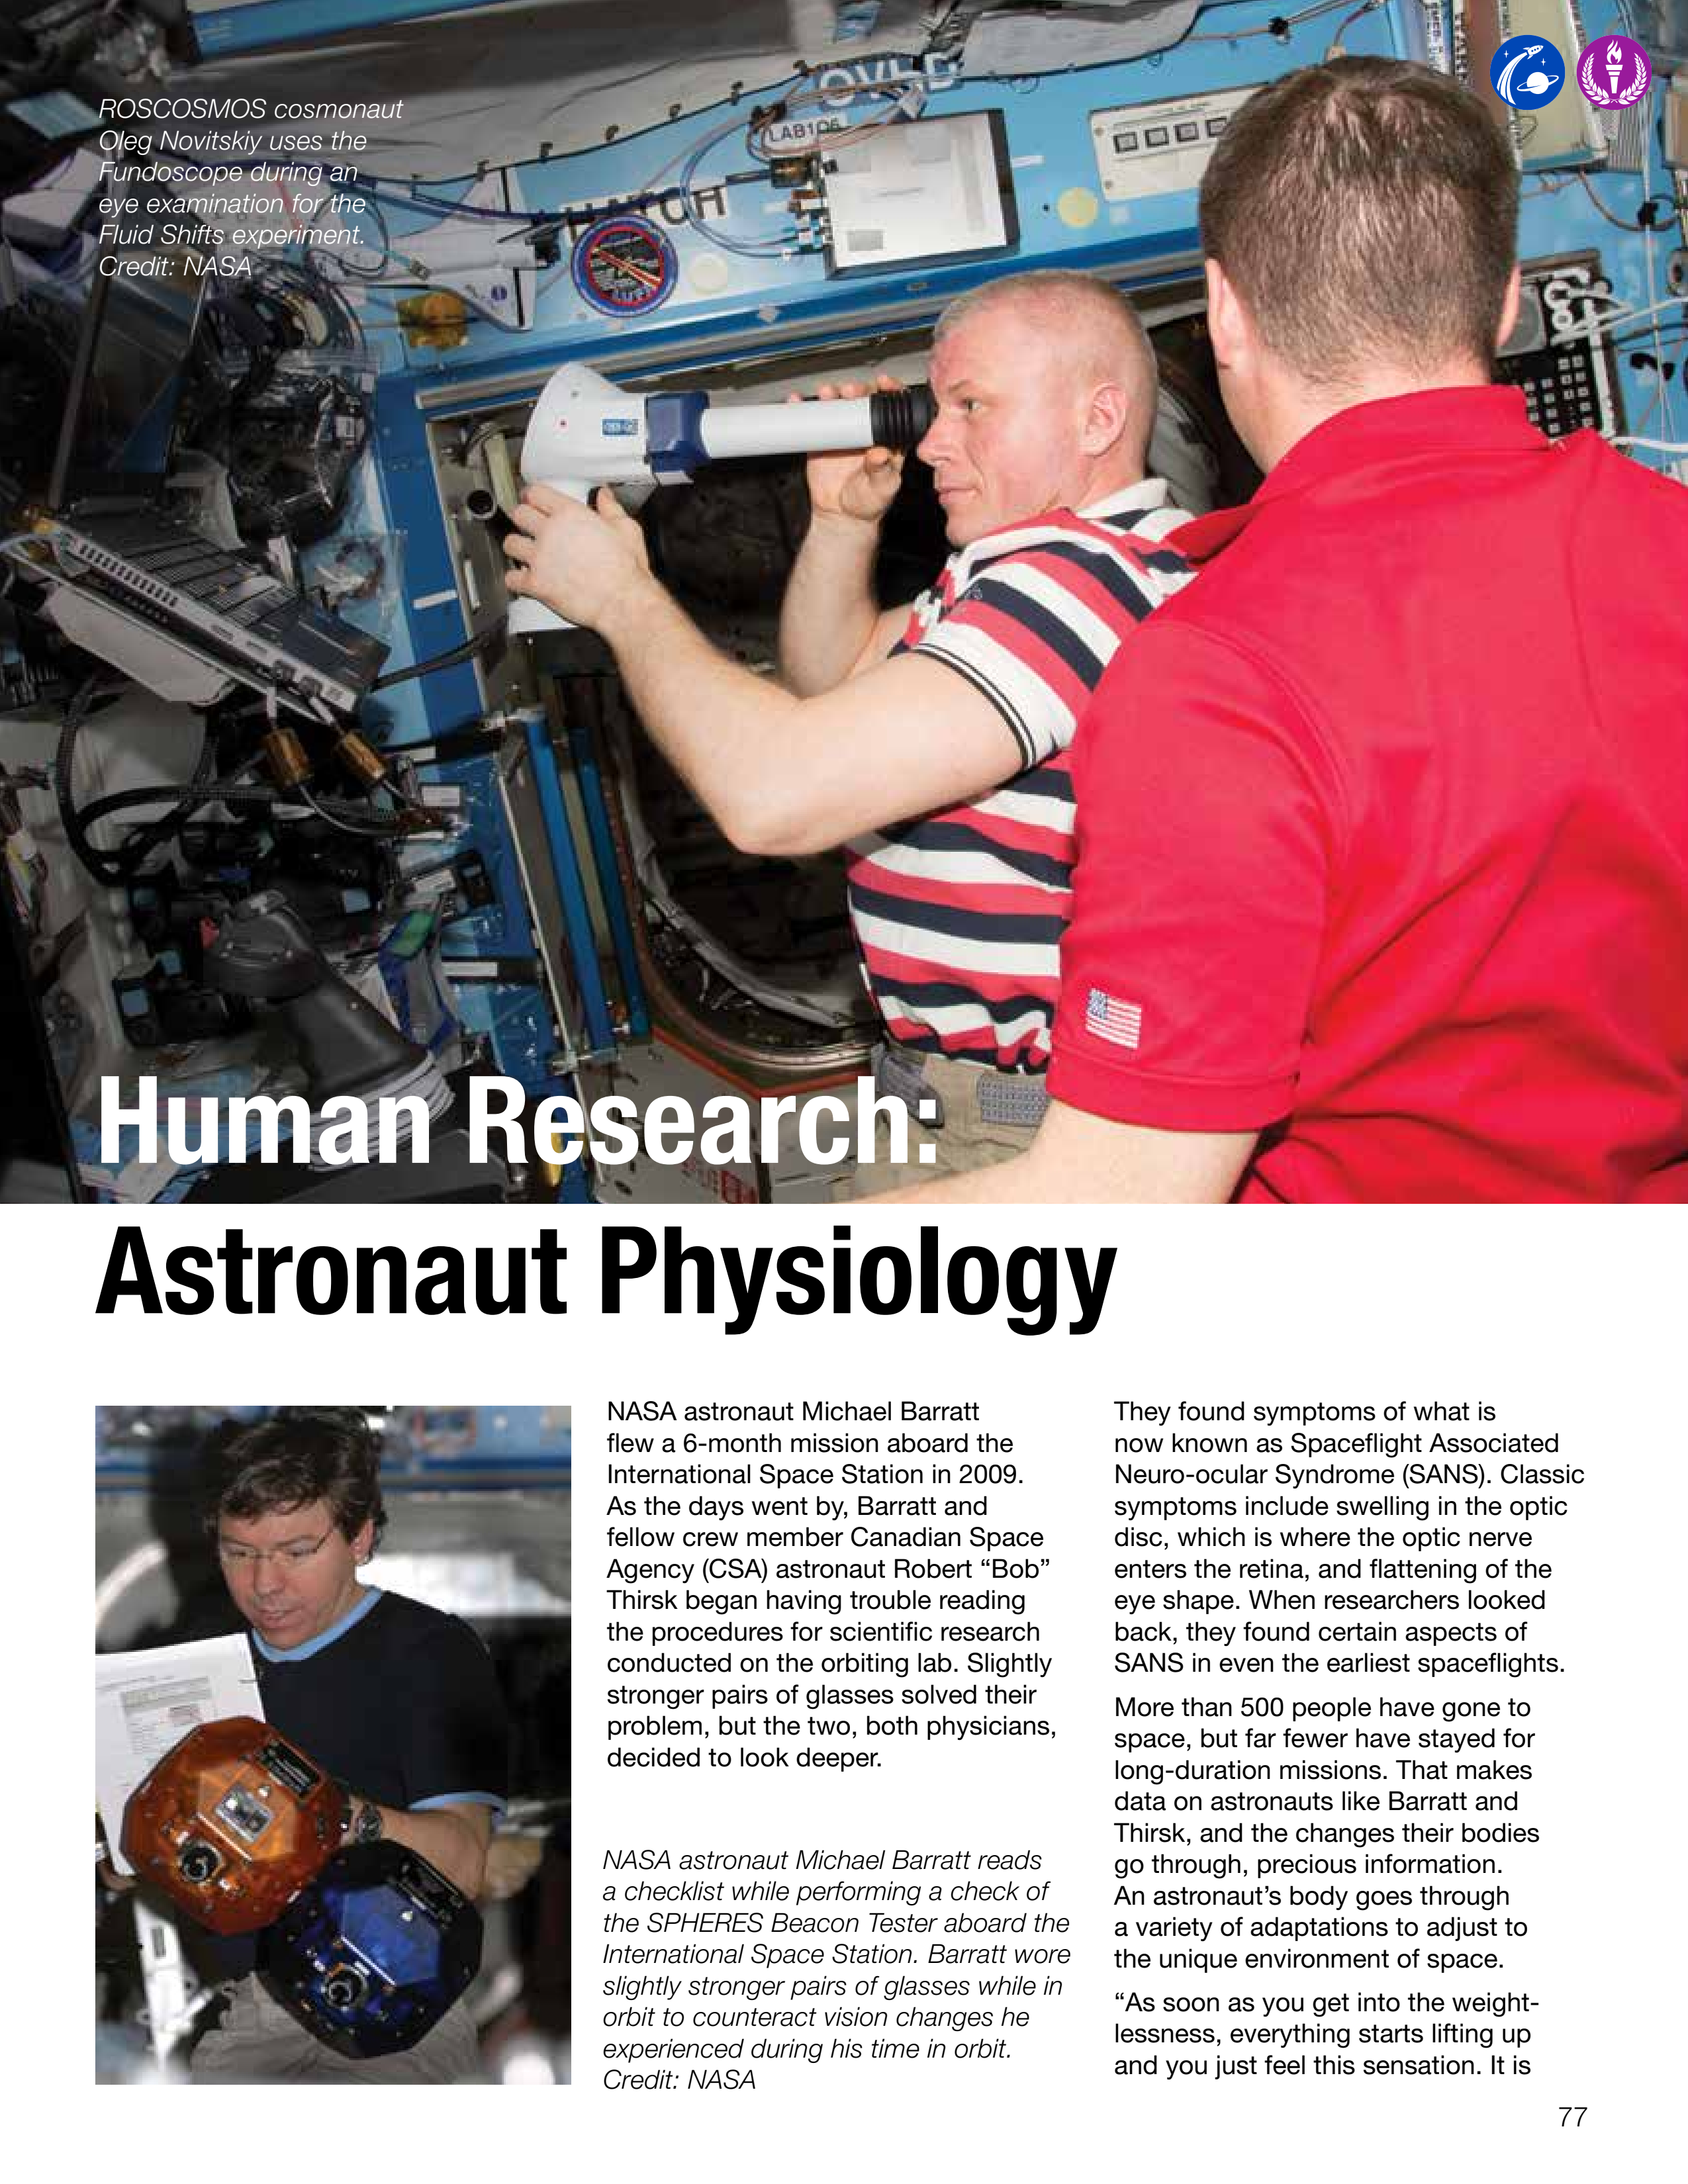 ROSCOSMOS cosmonaut
Oleg Novitskiy uses the
Fundoscope during an
eye examination for the
Fluid Shifts experiment.
Credit: NASA
OVHD
LAB1O6
HATCH
Human Research:
Astronaut Physiology
NASA astronaut Michael Barratt
flew a 6-month mission aboard the
International Space Station in 2009.
As the days went by, Barratt and
fellow crew member Canadian Space
Agency (CSA) astronaut Robert “Bob”
Thirsk began having trouble reading
the procedures for scientific research
conducted on the orbiting lab. Slightly
stronger pairs of glasses solved their
problem, but the two, both physicians,
decided to look deeper.
NASA astronaut Michael Barratt reads
a checklist while performing a check of
the SPHERES Beacon Tester aboard the
International Space Station. Barratt wore
slightly stronger pairs of glasses while in
orbit to counteract vision changes he
experienced during his time in orbit.
Credit: NASA
They found symptoms of what is
now known as Spaceflight Associated
Neuro-ocular Syndrome (SANS). Classic
symptoms include swelling in the optic
disc, which is where the optic nerve
enters the retina, and flattening of the
eye shape. When researchers looked
back, they found certain aspects of
SANS in even the earliest spaceflights.
More than 500 people have gone to
space, but far fewer have stayed for
long-duration missions. That makes
data on astronauts like Barratt and
Thirsk, and the changes their bodies
go through, precious information.
An astronaut’s body goes through
a variety of adaptations to adjust to
the unique environment of space.
“As soon as you get into the weight-
lessness, everything starts lifting up
and you just feel this sensation. It is
77